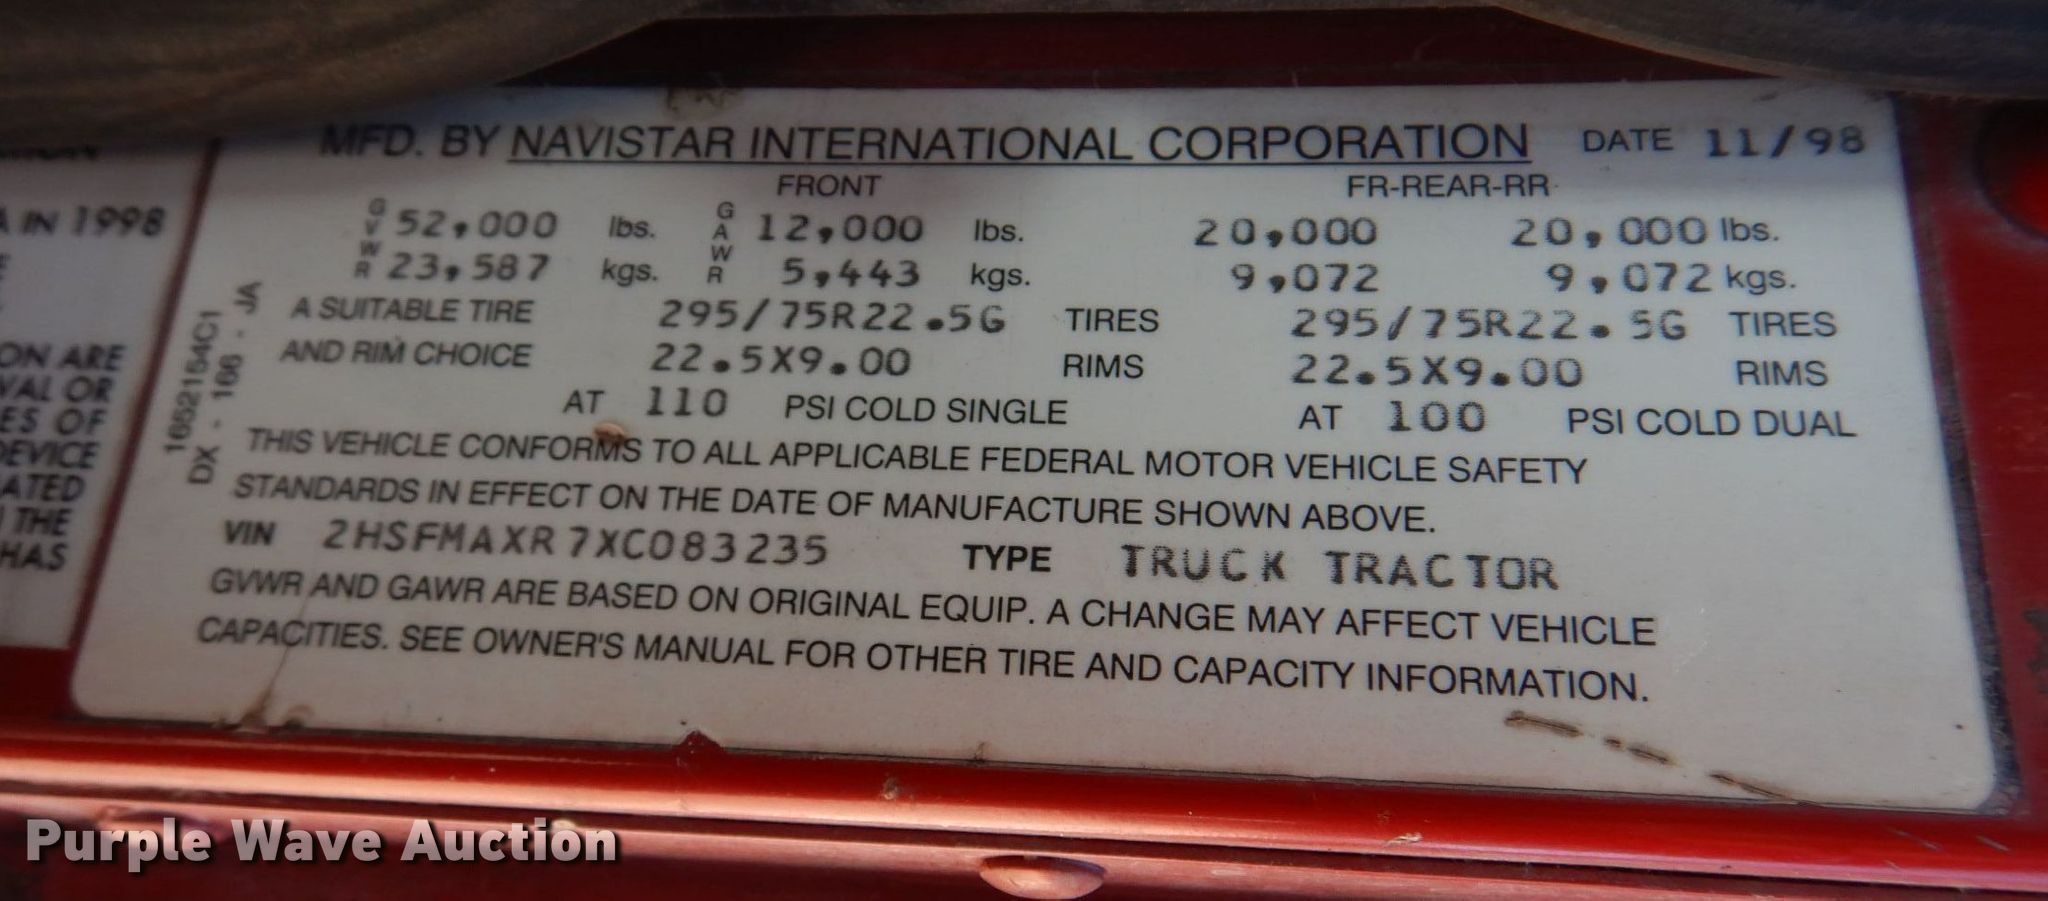 MFD. BY NAVISTAR INTERNATIONAL CORPORATION DATE 11/98
FRONT FR-REAR-RR
GVWR 52,000 lbs. GAWR 12,000 lbs. 20,000 20,000 lbs.
23,587 kgs. 5,443 kgs. 9,072 9,072 kgs.
A SUITABLE TIRE 295/75R22.5G TIRES 295/75R22.5G TIRES
AND RIM CHOICE 22.5X9.00 RIMS 22.5X9.00 RIMS
AT 110 PSI COLD SINGLE AT 100 PSI COLD DUAL
THIS VEHICLE CONFORMS TO ALL APPLICABLE FEDERAL MOTOR VEHICLE SAFETY
STANDARDS IN EFFECT ON THE DATE OF MANUFACTURE SHOWN ABOVE.
VIN 2HSFMAXR7XC083235 TYPE TRUCK TRACTOR
GVWR AND GAWR ARE BASED ON ORIGINAL EQUIP. A CHANGE MAY AFFECT VEHICLE
CAPACITIES. SEE OWNER'S MANUAL FOR OTHER TIRE AND CAPACITY INFORMATION.
1652154C1
DX - 166 - JA
IN 1998
ON ARE
OR
ES OF
DEVICE
THE
HAS
Purple Wave Auction